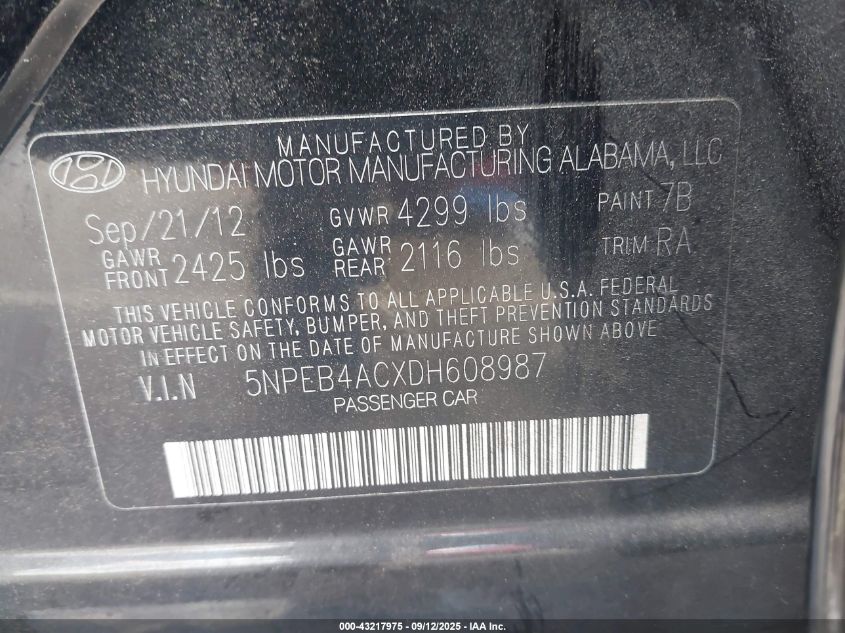 MANUFACTURED BY
HYUNDAI MOTOR MANUFACTURING ALABAMA, LLC
Sep/21/12 GVWR 4299 lbs PAINT 7B
GAWR FRONT 2425 lbs GAWR REAR 2116 lbs TRIM RA
THIS VEHICLE CONFORMS TO ALL APPLICABLE U.S.A. FEDERAL
MOTOR VEHICLE SAFETY, BUMPER, AND THEFT PREVENTION STANDARDS
IN EFFECT ON THE DATE OF MANUFACTURE SHOWN ABOVE
V.I.N 5NPEB4ACXDH608987
PASSENGER CAR
000-43217975 - 09/12/2025 - IAA Inc.